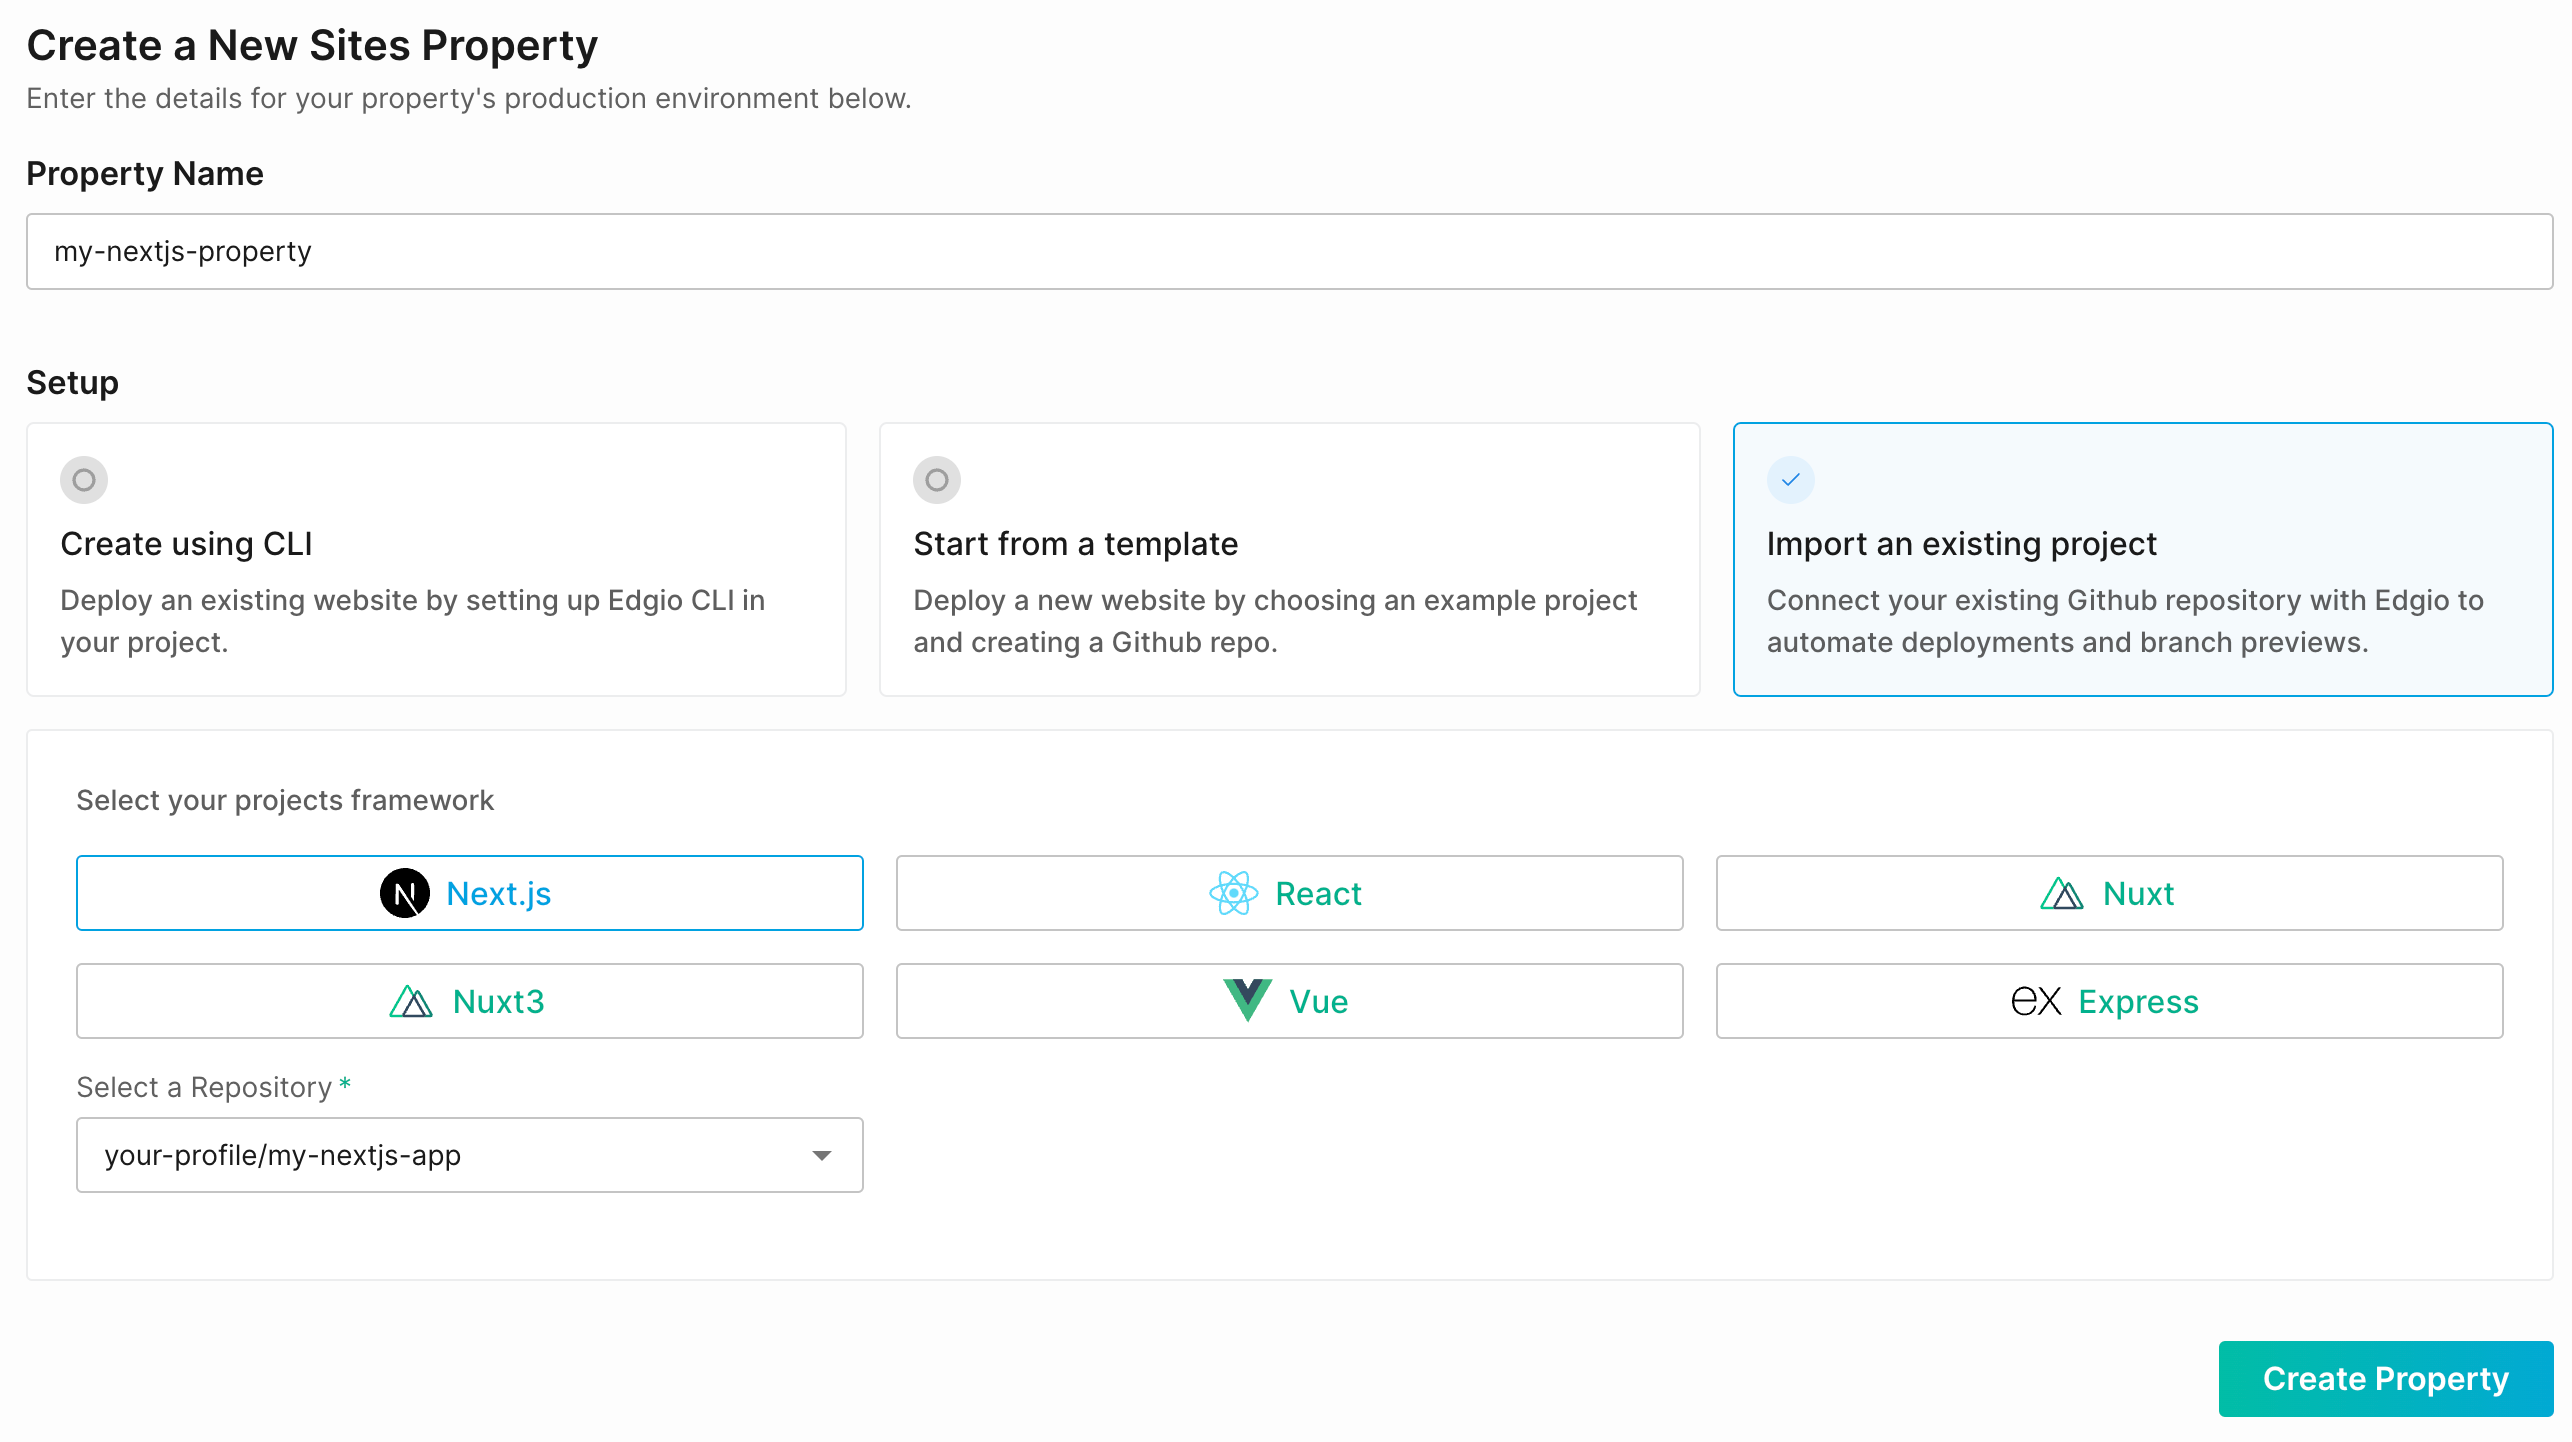 Create a New Sites Property
Enter the details for your property's production environment below.
Property Name
my-nextjs-property
Setup
Create using CLI
Deploy an existing website by setting up Edgio CLI in
your project.
Start from a template
Deploy a new website by choosing an example project
and creating a Github repo.
Import an existing project
Connect your existing Github repository with Edgio to
automate deployments and branch previews.
Select your projects framework
N Next.js
React
Nuxt
Nuxt3
Vue
ex Express
Select a Repository *
your-profile/my-nextjs-app
Create Property